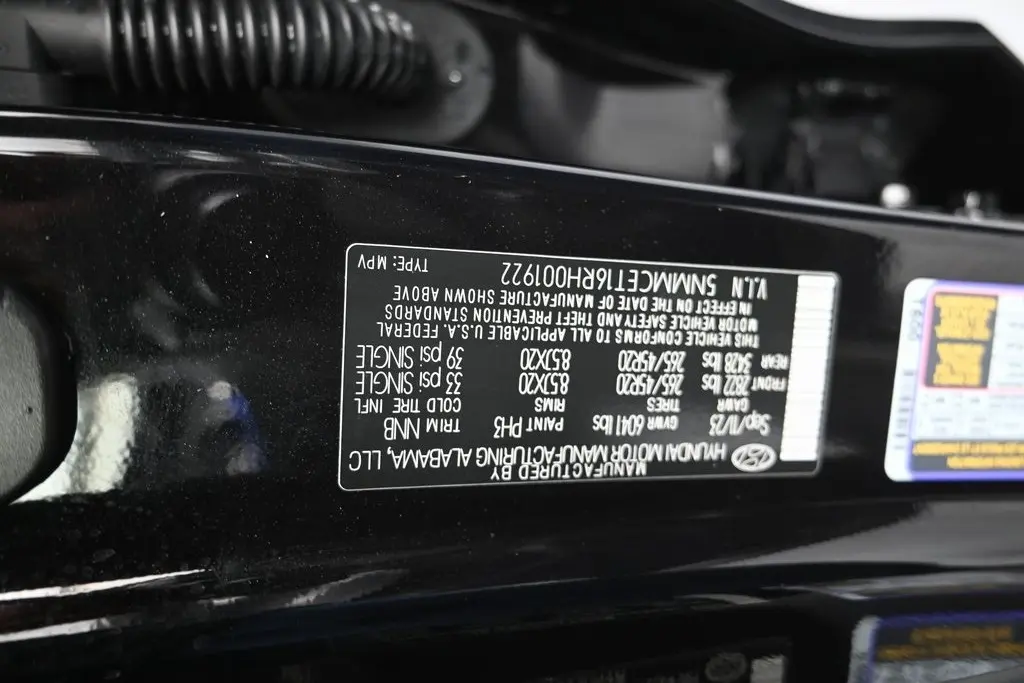 MANUFACTURED BY
HYUNDAI MOTOR MANUFACTURING ALABAMA, LLC
Sep/11/23 GVWR 6041 lbs PAINT PH3 TRIM NNB
GAWR TIRES RIMS COLD TIRE INFL
FRONT 2822 lbs 255/45R20 8.5JX20 33 psi SINGLE
REAR 3428 lbs 255/45R20 8.5JX20 39 psi SINGLE
THIS VEHICLE CONFORMS TO ALL APPLICABLE U.S.A. FEDERAL
MOTOR VEHICLE SAFETY AND THEFT PREVENTION STANDARDS
IN EFFECT ON THE DATE OF MANUFACTURE SHOWN ABOVE
V.I.N 5NMMCET16RH001922 TYPE: MPV